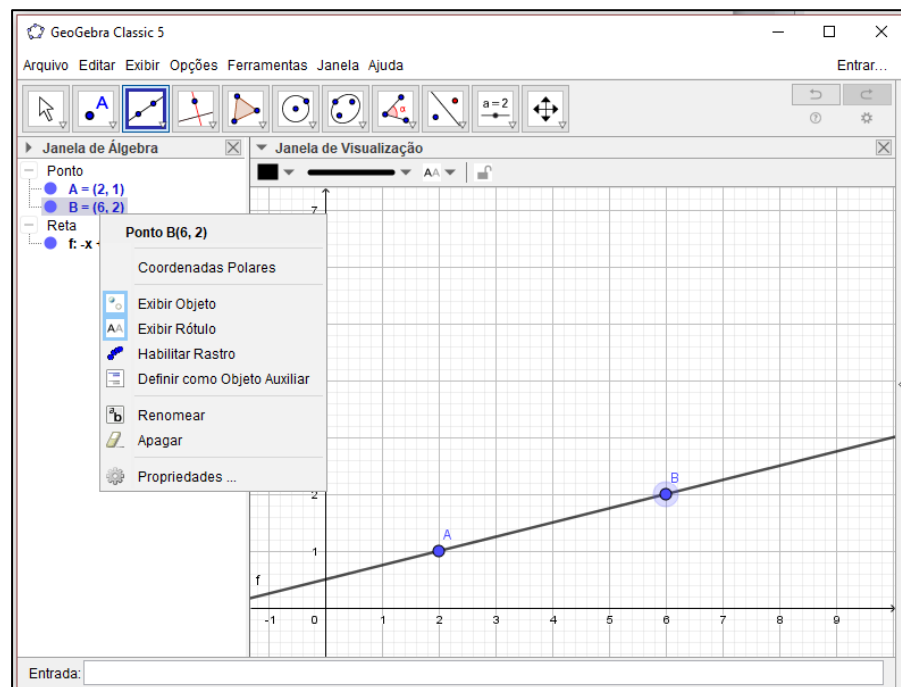 GeoGebra Classic 5
Arquivo Editar Exibir Opções Ferramentas Janela Ajuda Entrar...
A α a=2
Janela de Álgebra
Ponto
A = (2, 1)
B = (6, 2)
Reta
f: -x +
Ponto B(6, 2)
Coordenadas Polares
Exibir Objeto
AA Exibir Rótulo
Habilitar Rastro
Definir como Objeto Auxiliar
ab Renomear
Apagar
Propriedades ...
Janela de Visualização
AA
7
2
1
f
A
B
-1 0 1 2 3 4 5 6 7 8 9
Entrada: